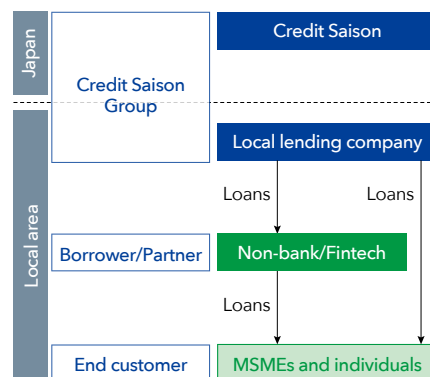 Japan
Credit Saison
Credit Saison
Group
Local area
Local lending company
Loans
Loans
Borrower/Partner
Non-bank/Fintech
Loans
End customer
MSMEs and individuals